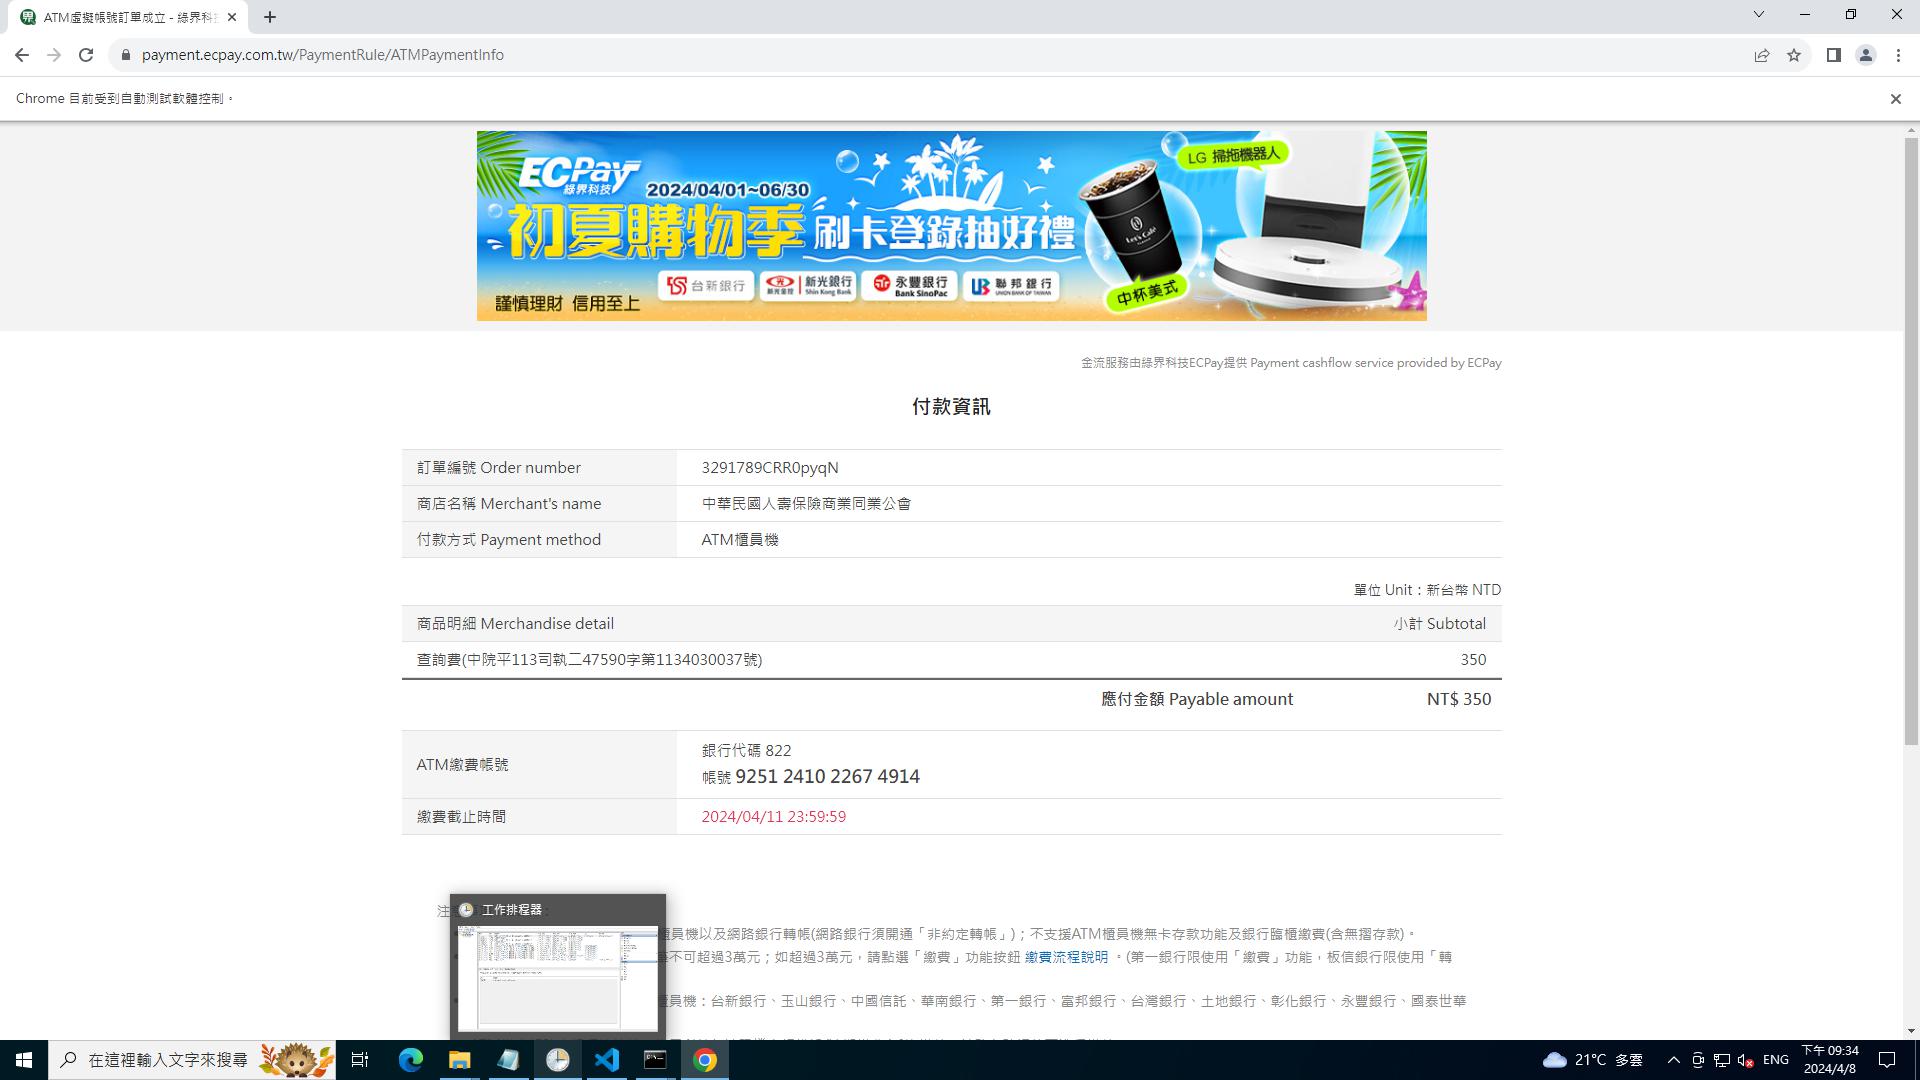 ATM虛擬帳號訂單成立 - 綠界科
payment.ecpay.com.tw/PaymentRule/ATMPaymentInfo
Chrome 目前受到自動測試軟體控制。
ECPay
綠界科技
2024/04/01~06/30
初夏購物季
刷卡登錄抽好禮
LG 掃拖機器人
Let's Café
中杯美式
台新銀行
新光銀行
Shin Kong Bank
永豐銀行
Bank SinoPac
聯邦銀行
UNION BANK OF TAIWAN
謹慎理財 信用至上
金流服務由綠界科技ECPay提供 Payment cashflow service provided by ECPay
付款資訊
訂單編號 Order number 3291789CRR0pyqN
商店名稱 Merchant's name 中華民國人壽保險商業同業公會
付款方式 Payment method ATM櫃員機
單位 Unit：新台幣 NTD
商品明細 Merchandise detail 小計 Subtotal
查詢費(中院平113司執二47590字第1134030037號) 350
應付金額 Payable amount NT$ 350
ATM繳費帳號
銀行代碼 822
帳號 9251 2410 2267 4914
繳費截止時間 2024/04/11 23:59:59
工作排程器
櫃員機以及網路銀行轉帳(網路銀行須開通「非約定轉帳」)；不支援ATM櫃員機無卡存款功能及銀行臨櫃繳費(含無摺存款)。
不可超過3萬元；如超過3萬元，請點選「繳費」功能按鈕 繳費流程說明 。(第一銀行限使用「繳費」功能，板信銀行限使用「轉
櫃員機：台新銀行、玉山銀行、中國信託、華南銀行、第一銀行、富邦銀行、台灣銀行、土地銀行、彰化銀行、永豐銀行、國泰世華
在這裡輸入文字來搜尋
21°C 多雲
ENG
下午 09:34
2024/4/8